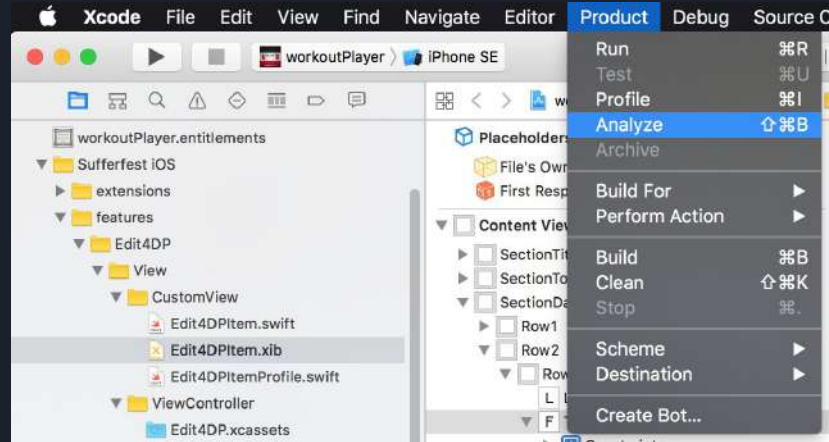 Xcode File Edit View Find Navigate Editor Product Debug Source C
workoutPlayer iPhone SE
workoutPlayer.entitlements
Sufferfest iOS
extensions
features
Edit4DP
View
CustomView
Edit4DPItem.swift
Edit4DPItem.xib
Edit4DPItemProfile.swift
ViewController
Edit4DP.xcassets
w
Placeholders
File's Own
First Resp
Content View
SectionTit
SectionTo
SectionDa
Row1
Row2
Row
L
F
Run ⌘R
Test ⌘U
Profile ⌘I
Analyze ⇧⌘B
Archive
Build For
Perform Action
Build ⌘B
Clean ⇧⌘K
Stop ⌘.
Scheme
Destination
Create Bot...